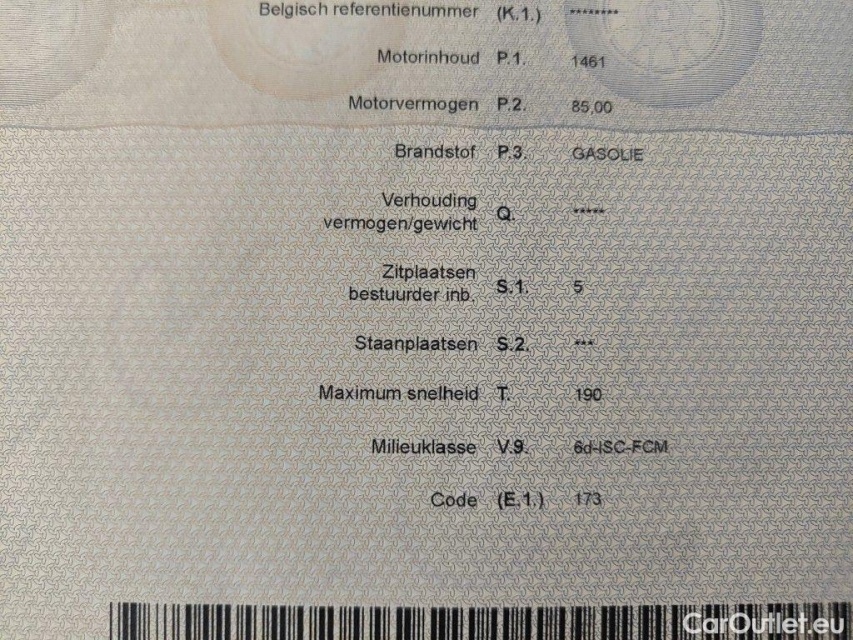 Belgisch referentienummer (K.1.) ********
Motorinhoud P.1. 1461
Motorvermogen P.2. 85,00
Brandstof P.3. GASOLIE
Verhouding
vermogen/gewicht Q. *****
Zitplaatsen
bestuurder inb. S.1. 5
Staanplaatsen S.2. ***
Maximum snelheid T. 190
Milieuklasse V.9. 6d-ISC-FCM
Code (E.1.) 173
CarOutlet.eu